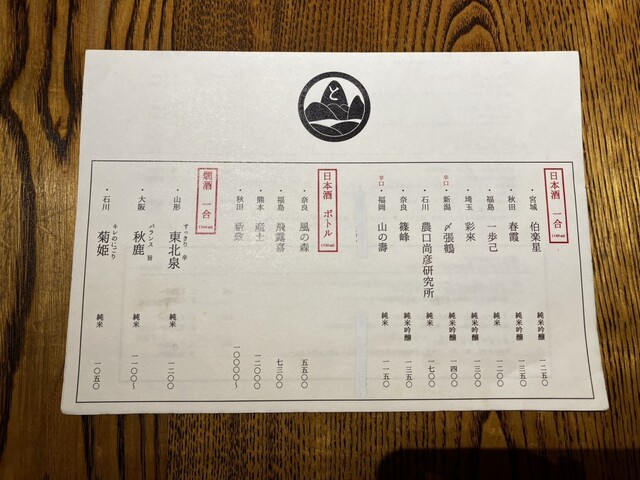 と
日本酒 一合
・宮城 伯楽星 純米吟醸 一二五〇
・秋田 春霞 純米吟醸 一三五〇
・福島 一歩己 純米 一二〇〇
・埼玉 彩來 純米吟醸 一三〇〇
辛口・新潟 〆張鶴 純米吟醸 一四〇〇
・石川 農口尚彦研究所 純米 一七〇〇
・奈良 篠峰 純米吟醸 一三五〇
辛口・福岡 山の壽 純米 一一五〇
日本酒 ボトル
・奈良 風の森 五五〇〇
・福島 飛露喜 七三〇〇
・熊本 産土 一二〇〇〇
・秋田 新政 一〇〇〇〇〜
燗酒 一合
・山形 東北泉 すっきり 辛 純米 一二〇〇
・大阪 秋鹿 バランス 旨 純米 一一〇〇〜
・石川 菊姫 キレのにごり 純米 一〇五〇